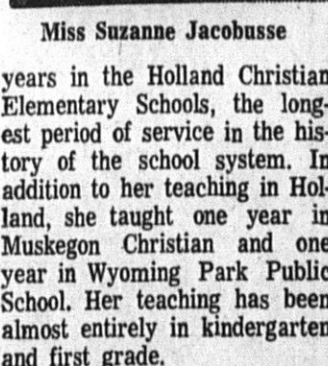 Miss Suzanne Jacobusse
years in the Holland Christian
Elementary Schools, the long-
est period of service in the his-
tory of the school system. In
addition to her teaching in Hol-
land, she taught one year in
Muskegon Christian and one
year in Wyoming Park Public
School. Her teaching has been
almost entirely in kindergarten
and first grade.